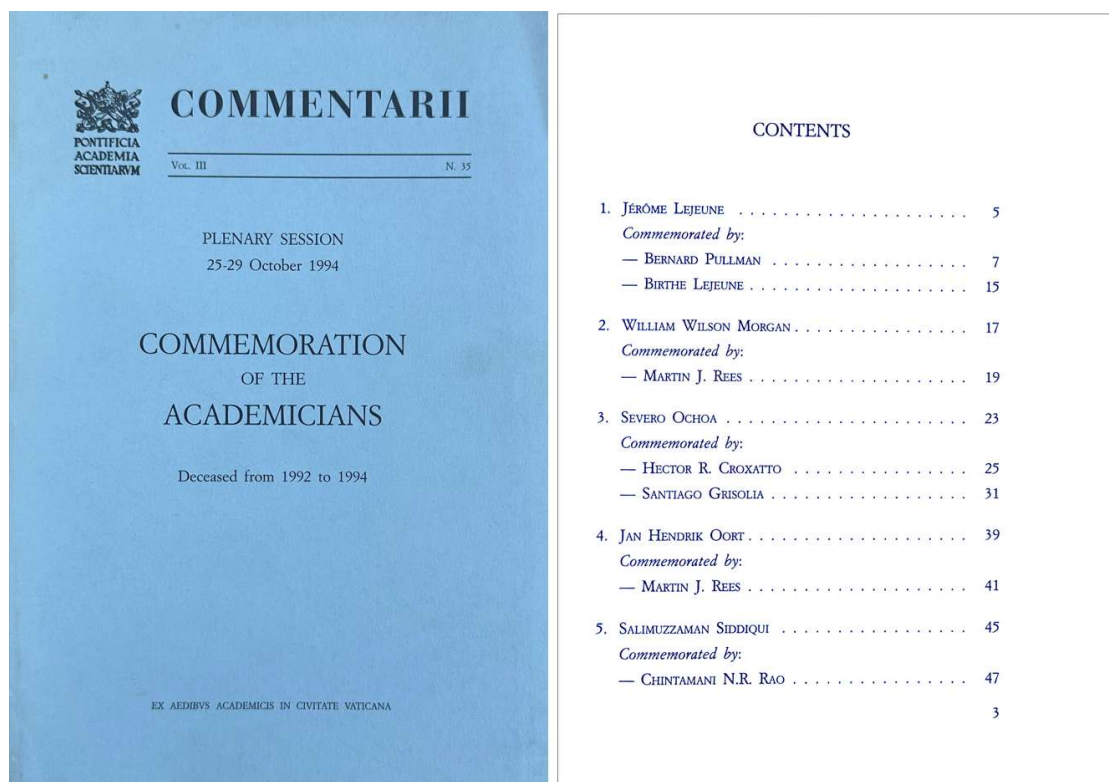 COMMENTARII
PONTIFICIA
ACADEMIA
SCIENTIARVM
Vol. III N. 35
PLENARY SESSION
25-29 October 1994
COMMEMORATION
OF THE
ACADEMICIANS
Deceased from 1992 to 1994
EX AEDIBVS ACADEMICIS IN CIVITATE VATICANA
CONTENTS
1. Jérôme Lejeune . . . . . . . . . . . . . . . . . . . . . 5
Commemorated by:
— Bernard Pullman . . . . . . . . . . . . . . . . . . 7
— Birthe Lejeune . . . . . . . . . . . . . . . . . . . . 15
2. William Wilson Morgan . . . . . . . . . . . . . . . . 17
Commemorated by:
— Martin J. Rees . . . . . . . . . . . . . . . . . . . . 19
3. Severo Ochoa . . . . . . . . . . . . . . . . . . . . . . 23
Commemorated by:
— Hector R. Croxatto . . . . . . . . . . . . . . . . 25
— Santiago Grisolia . . . . . . . . . . . . . . . . . . 31
4. Jan Hendrik Oort . . . . . . . . . . . . . . . . . . . . 39
Commemorated by:
— Martin J. Rees . . . . . . . . . . . . . . . . . . . . 41
5. Salimuzzaman Siddiqui . . . . . . . . . . . . . . . . . 45
Commemorated by:
— Chintamani N.R. Rao . . . . . . . . . . . . . . . . 47
3